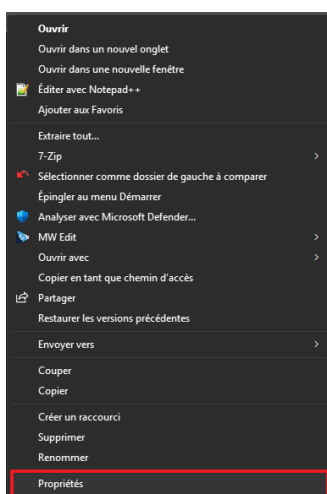 Ouvrir
Ouvrir dans un nouvel onglet
Ouvrir dans une nouvelle fenêtre
Éditer avec Notepad++
Ajouter aux Favoris
Extraire tout...
7-Zip
Sélectionner comme dossier de gauche à comparer
Épingler au menu Démarrer
Analyser avec Microsoft Defender...
MW Edit
Ouvrir avec
Copier en tant que chemin d'accès
Partager
Restaurer les versions précédentes
Envoyer vers
Couper
Copier
Créer un raccourci
Supprimer
Renommer
Propriétés